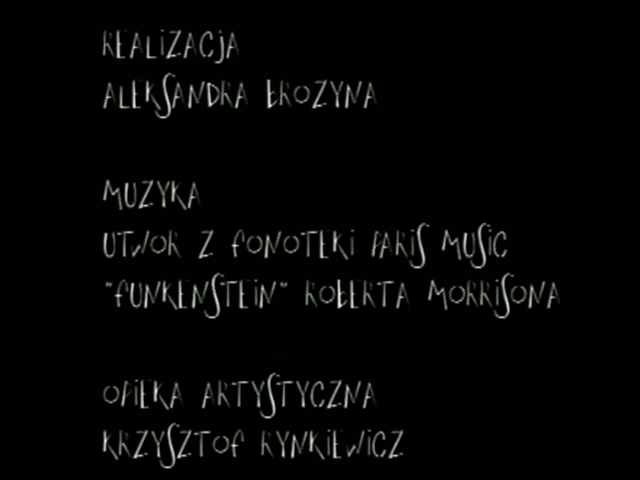 REALIZACJA
ALEKSANDRA BROZYNA
MUZYKA
UTWOR Z FONOTEKI PARIS MUSIC
"FUNKENSTEIN" ROBERTA MORRISONA
OPIEKA ARTYSTYCZNA
KRZYSZTOF RYNKIEWICZ